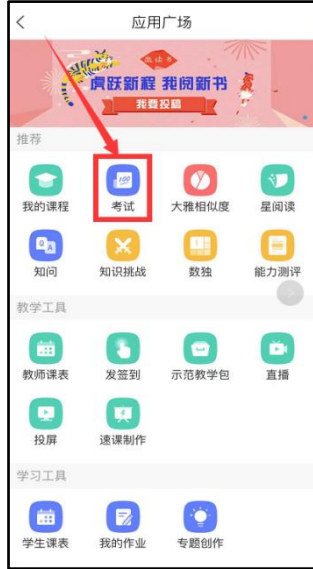 应用广场
微读书
虎跃新程 我阅新书
我要投稿
推荐
我的课程 考试 大雅相似度 星阅读
知问 知识挑战 数独 能力测评
教学工具
教师课表 发签到 示范教学包 直播
投屏 速课制作
学习工具
学生课表 我的作业 专题创作